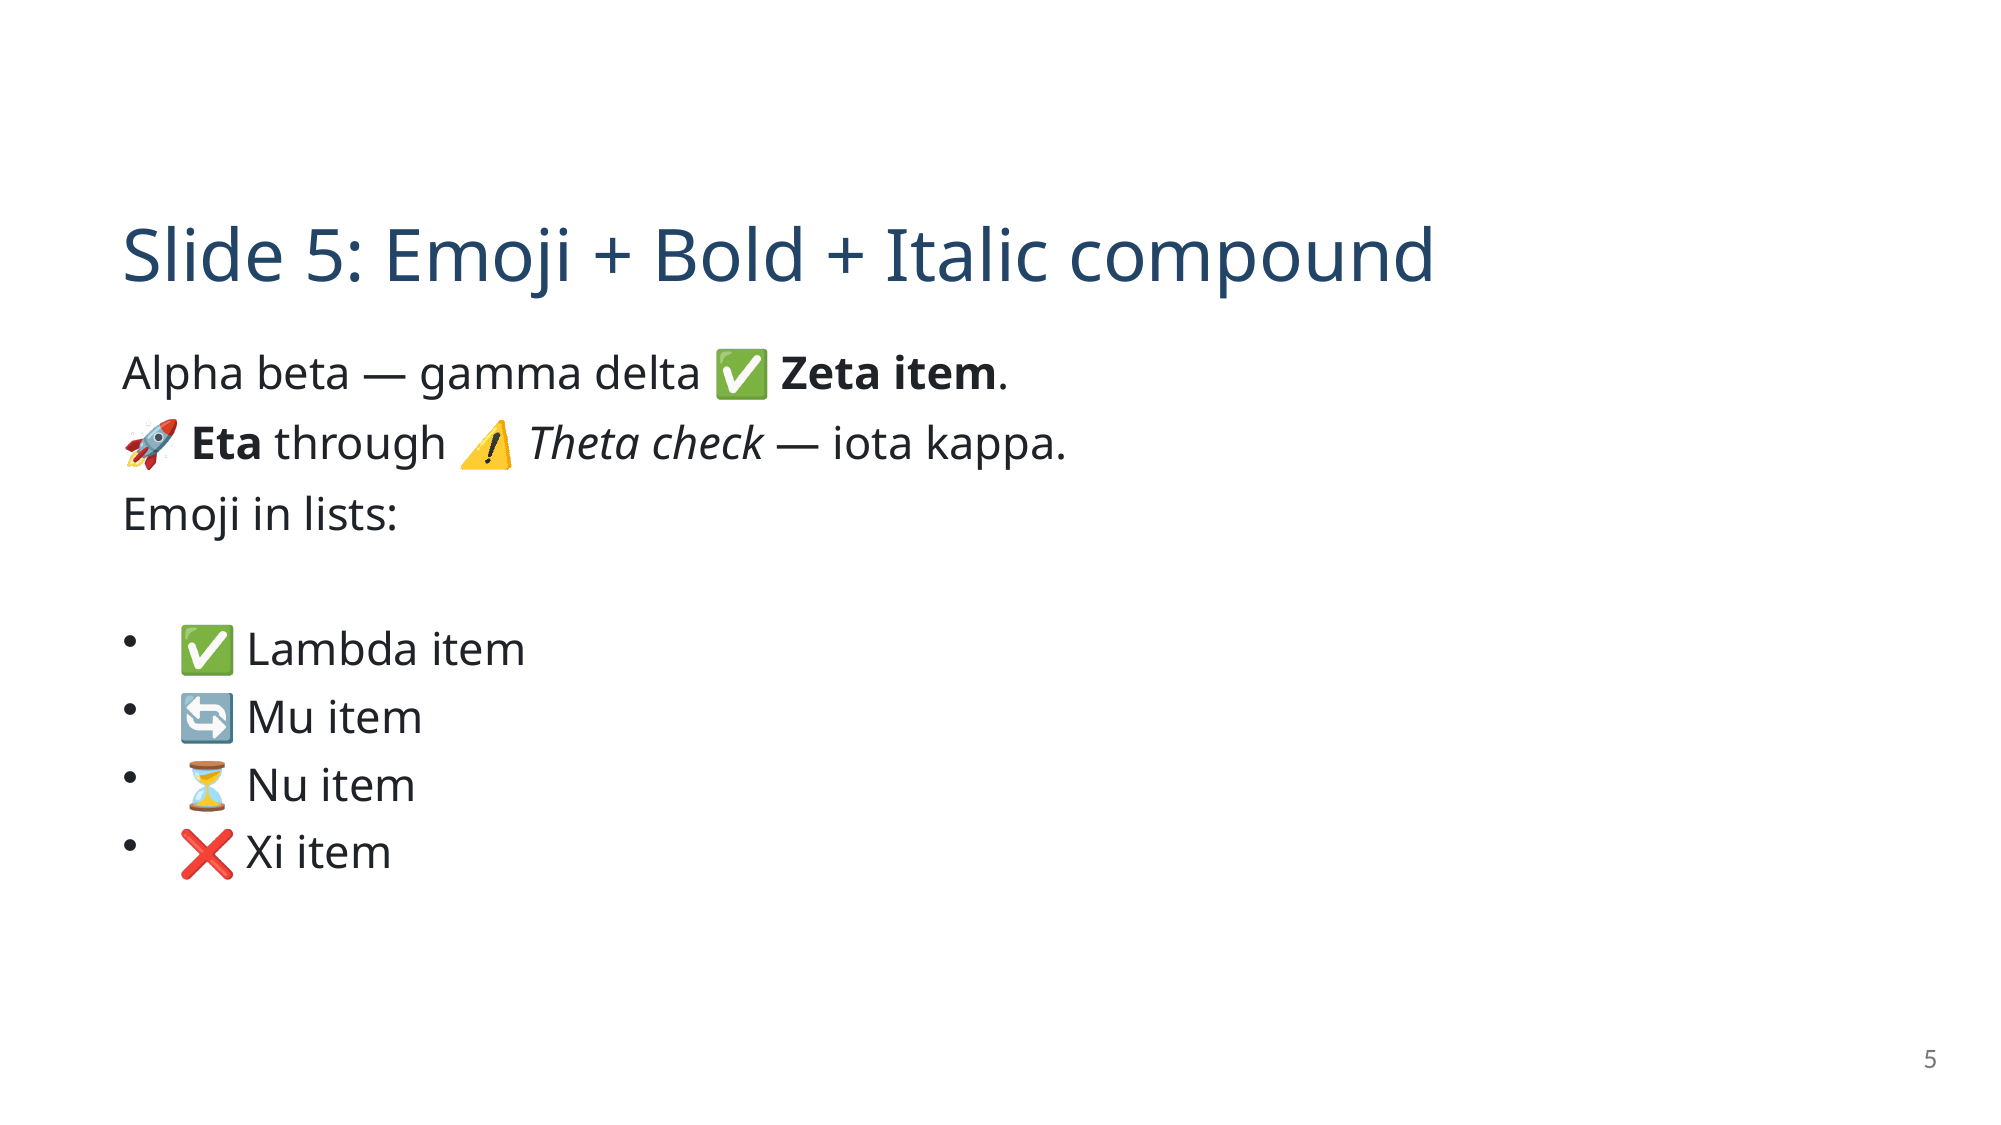 Slide 5: Emoji + Bold + Italic compound
Alpha beta — gamma delta ✅ Zeta item.
🚀 Eta through ⚠️ Theta check — iota kappa.
Emoji in lists:
• ✅ Lambda item
• 🔄 Mu item
• ⏳ Nu item
• ❌ Xi item
5